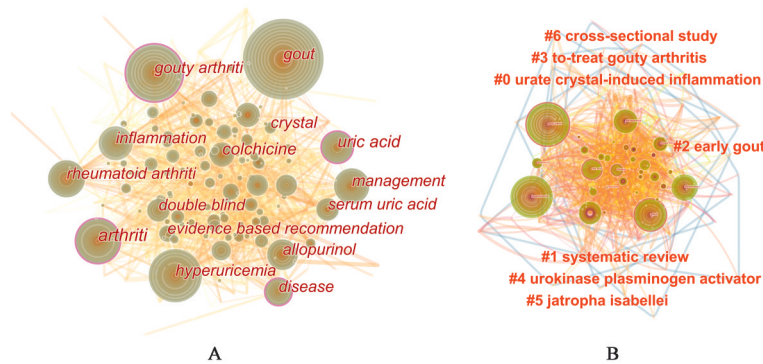 gout
gouty arthriti
crystal
inflammation
uric acid
colchicine
rheumatoid arthriti
management
double blind
serum uric acid
evidence based recommendation
arthriti
allopurinol
hyperuricemia
disease
A
#6 cross-sectional study
#3 to-treat gouty arthritis
#0 urate crystal-induced inflammation
#2 early gout
#1 systematic review
#4 urokinase plasminogen activator
#5 jatropha isabellei
B